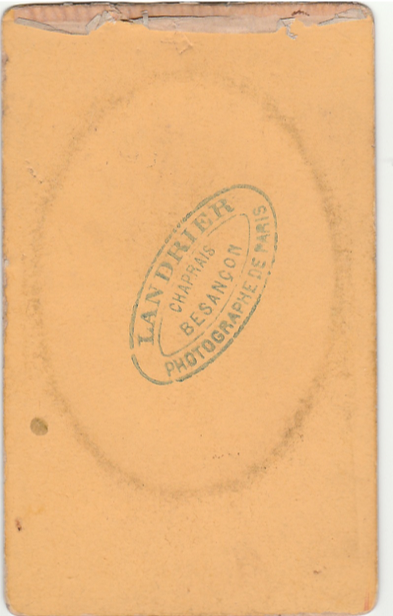 LANDRIER
CHAPRAIS
BESANÇON
PHOTOGRAPHE DE PARIS